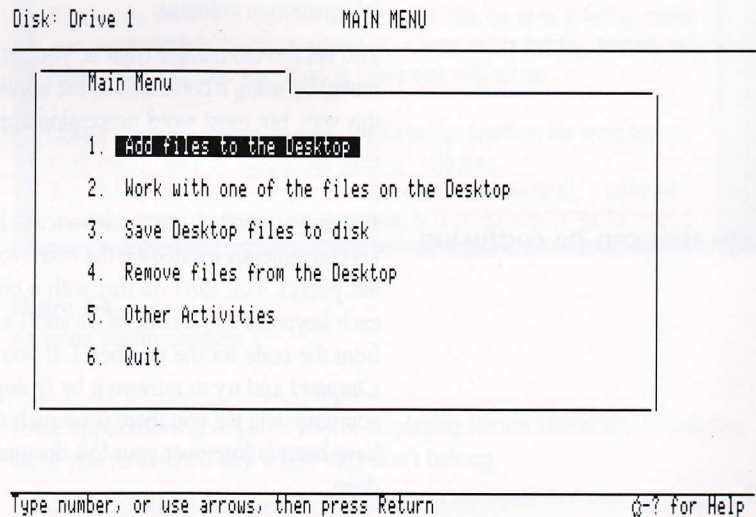 Disk: Drive 1 MAIN MENU
Main Menu
1. Add files to the Desktop
2. Work with one of the files on the Desktop
3. Save Desktop files to disk
4. Remove files from the Desktop
5. Other Activities
6. Quit
Type number, or use arrows, then press Return -? for Help